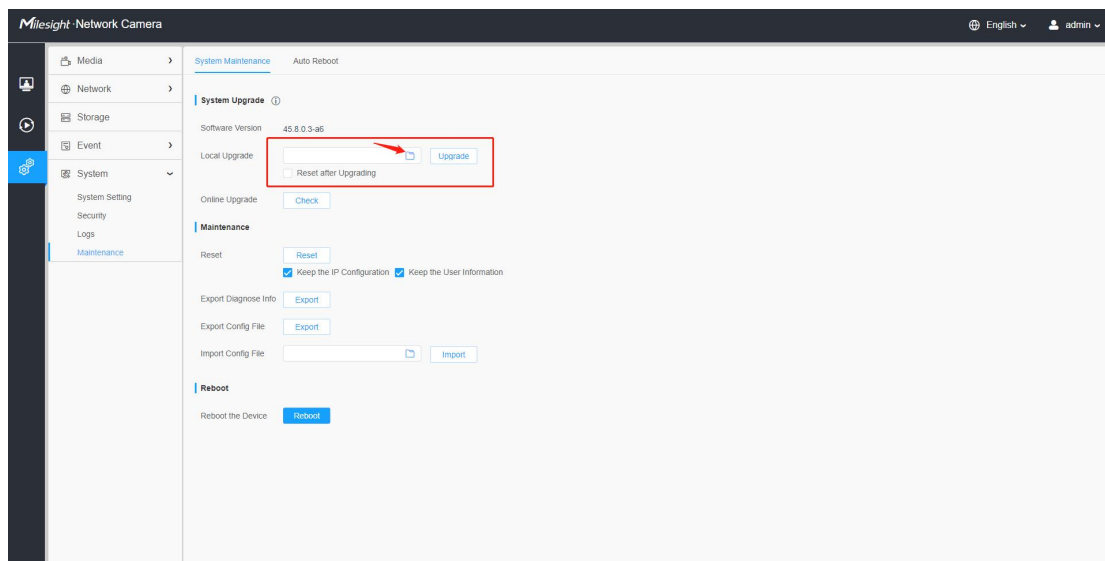 Milesight·Network Camera
English
admin
Media
Network
Storage
Event
System
System Setting
Security
Logs
Maintenance
System Maintenance Auto Reboot
System Upgrade
Software Version 45.8.0.3-a6
Local Upgrade Upgrade
Reset after Upgrading
Online Upgrade Check
Maintenance
Reset Reset
Keep the IP Configuration Keep the User Information
Export Diagnose Info Export
Export Config File Export
Import Config File Import
Reboot
Reboot the Device Reboot